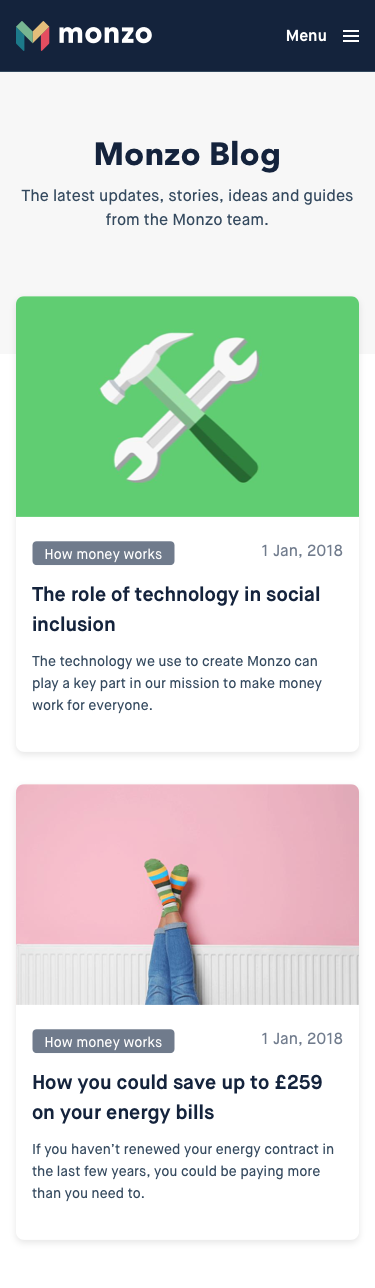 monzo
Menu
Monzo Blog
The latest updates, stories, ideas and guides
from the Monzo team.
How money works
1 Jan, 2018
The role of technology in social
inclusion
The technology we use to create Monzo can
play a key part in our mission to make money
work for everyone.
How money works
1 Jan, 2018
How you could save up to £259
on your energy bills
If you haven’t renewed your energy contract in
the last few years, you could be paying more
than you need to.